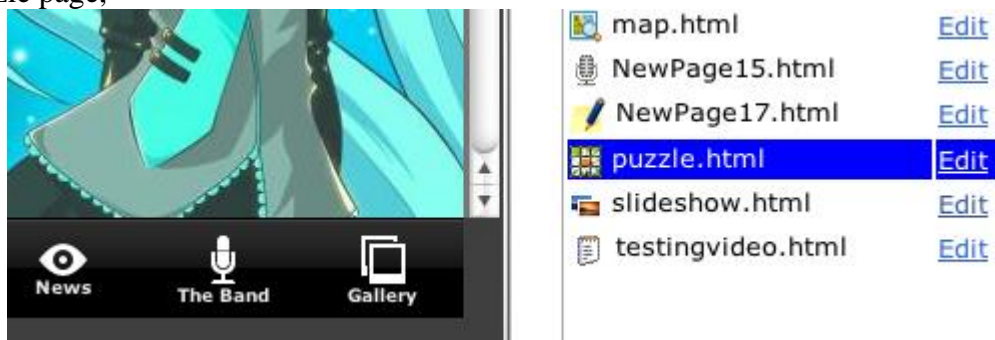 page,
map.html Edit
NewPage15.html Edit
NewPage17.html Edit
puzzle.html Edit
slideshow.html Edit
testingvideo.html Edit
News The Band Gallery